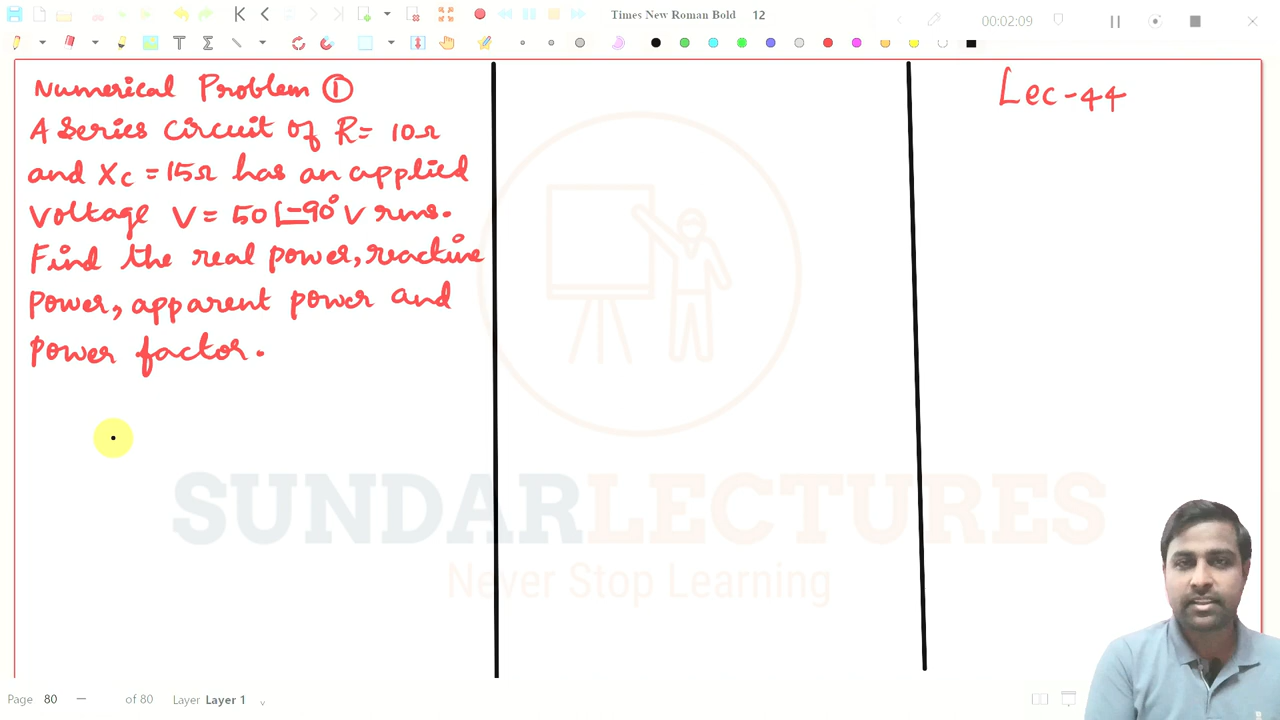 Times New Roman Bold 12
00:02:09
Numerical Problem ①
A Series Circuit of R= 10Ω
and Xc = 15Ω has an applied
Voltage V = 50∠-90° V rms.
Find the real power, reactive
power, apparent power and
power factor.
Lec-44
SUNDARLECTURES
Never Stop Learning
Page 80 of 80 Layer Layer 1